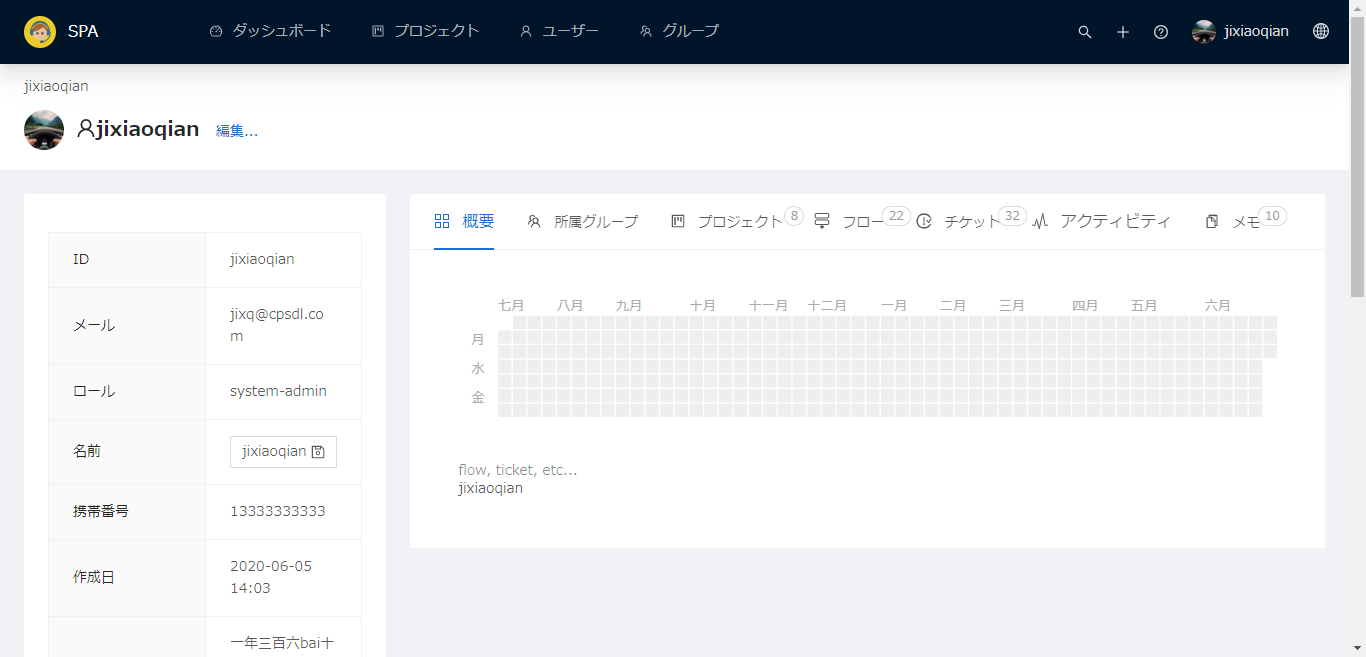 SPA ダッシュボード プロジェクト ユーザー グループ jixiaoqian
jixiaoqian
jixiaoqian 編集...
概要 所属グループ プロジェクト 8 フロー 22 チケット 32 アクティビティ メモ 10
ID jixiaoqian
メール jixq@cpsdl.co
m
ロール system-admin
名前 jixiaoqian
携帯番号 13333333333
作成日 2020-06-05
14:03
一年三百六bai十
七月 八月 九月 十月 十一月 十二月 一月 二月 三月 四月 五月 六月
月
水
金
flow, ticket, etc...
jixiaoqian